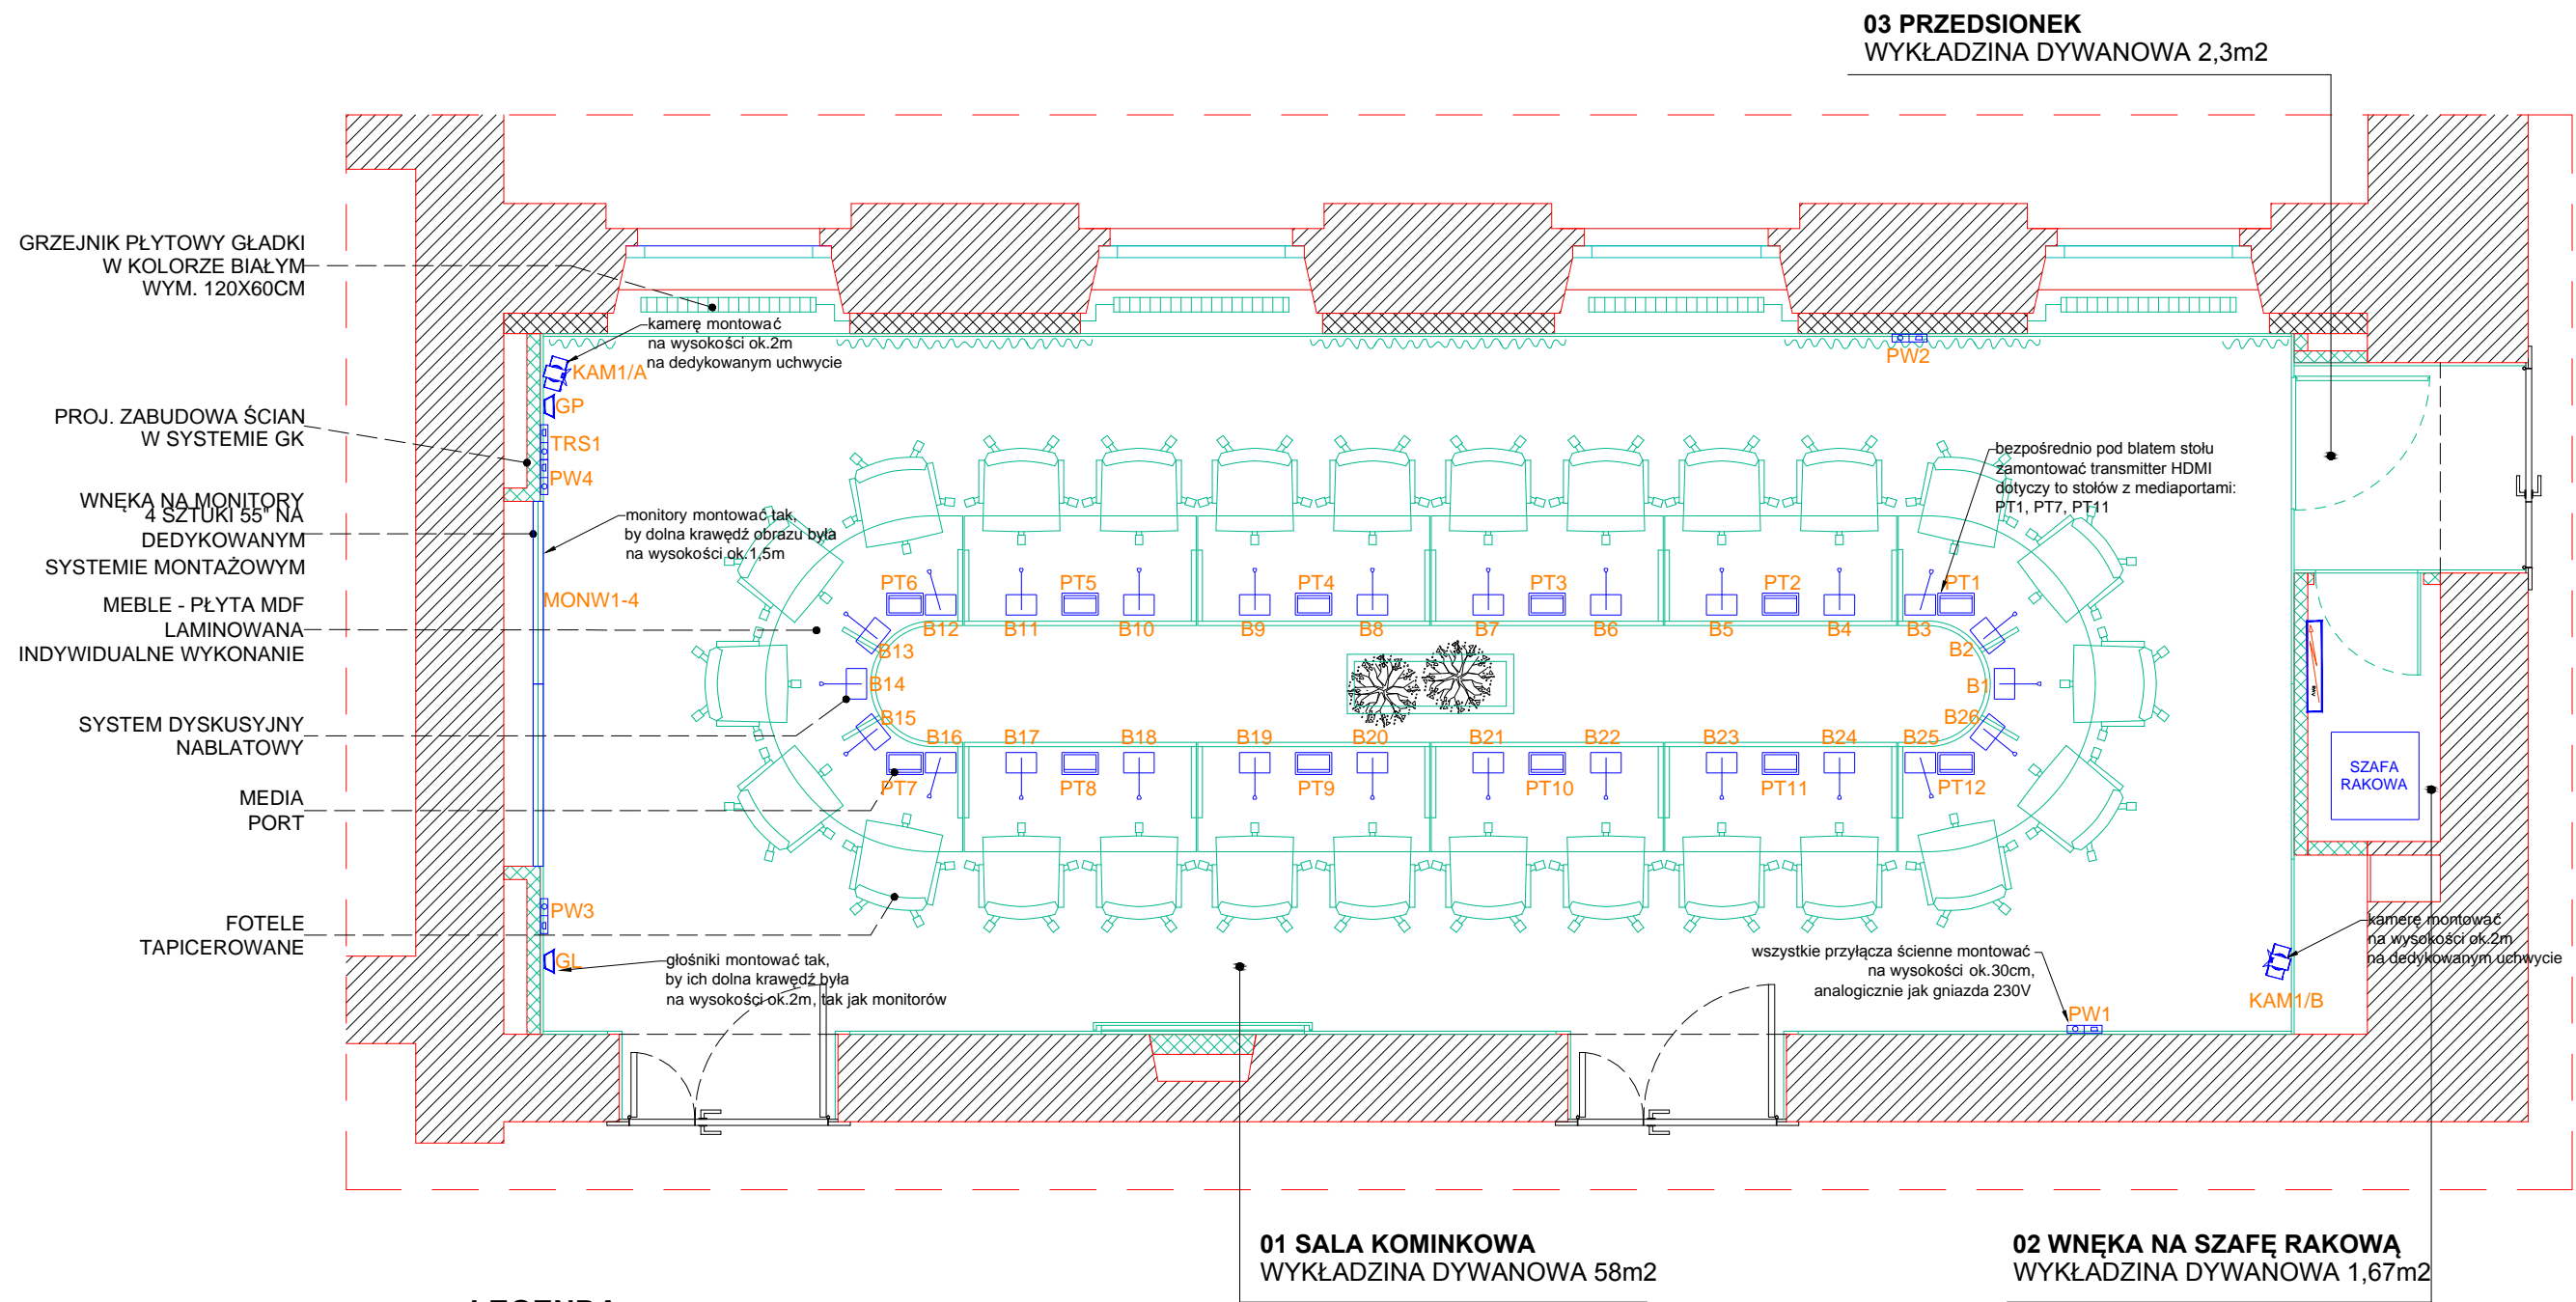 03 PRZEDSIONEK
WYKŁADZINA DYWANOWA 2,3m2
GRZEJNIK PŁYTOWY GŁADKI
W KOLORZE BIAŁYM
WYM. 120X60CM
PROJ. ZABUDOWA ŚCIAN
W SYSTEMIE GK
WNĘKA NA MONITORY
4 SZTUKI 55" NA
DEDYKOWANYM
SYSTEMIE MONTAŻOWYM
MEBLE - PŁYTA MDF
LAMINOWANA
INDYWIDUALNE WYKONANIE
SYSTEM DYSKUSYJNY
NABLATOWY
MEDIA
PORT
FOTELE
TAPICEROWANE
kamerę montować
na wysokości ok.2m
na dedykowanym uchwycie
KAM1/A
GP
TRS1
PW4
PW2
monitory montować tak,
by dolna krawędź obrazu była
na wysokości ok.1,5m
MONW1-4
bezpośrednio pod blatem stołu
zamontować transmitter HDMI
dotyczy to stołów z mediaportami:
PT1, PT7, PT11
PT6 PT5 PT4 PT3 PT2 PT1
B12 B11 B10 B9 B8 B7 B6 B5 B4 B3
B13 B2
B14 B1
B15 B26
B16 B17 B18 B19 B20 B21 B22 B23 B24 B25
PT7 PT8 PT9 PT10 PT11 PT12
SZAFA
RAKOWA
PW3
GL
głośniki montować tak,
by ich dolna krawędź była
na wysokości ok.2m, tak jak monitorów
wszystkie przyłącza ścienne montować
na wysokości ok.30cm,
analogicznie jak gniazda 230V
PW1
kamerę montować
na wysokości ok.2m
na dedykowanym uchwycie
KAM1/B
01 SALA KOMINKOWA
WYKŁADZINA DYWANOWA 58m2
02 WNĘKA NA SZAFĘ RAKOWĄ
WYKŁADZINA DYWANOWA 1,67m2
LEGENDA